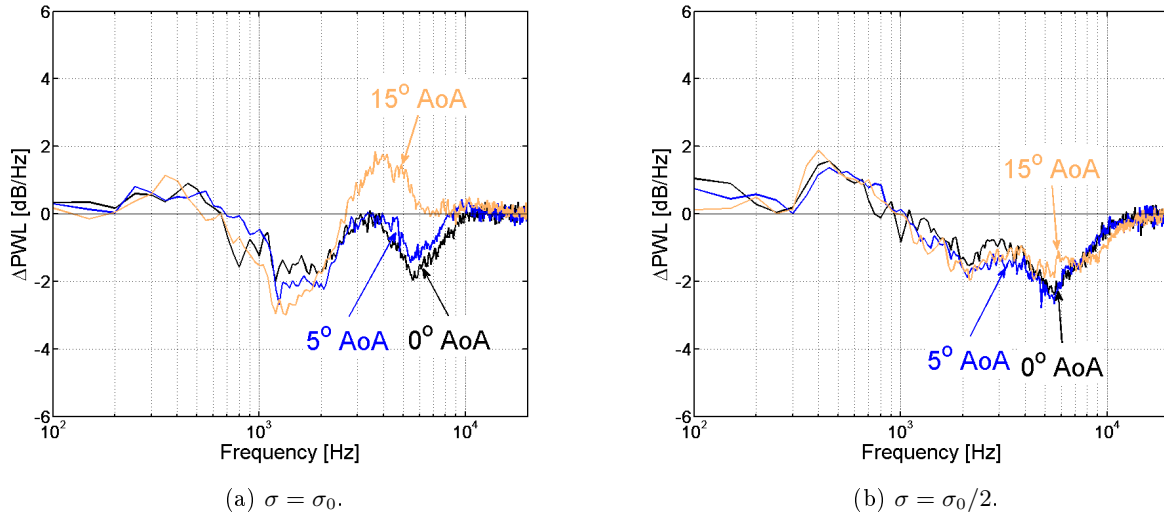 6
4
2
0
-2
-4
-6
ΔPWL [dB/Hz]
15° AoA
5° AoA
0° AoA
10²
10³
10⁴
Frequency [Hz]
(a) σ = σ₀.
6
4
2
0
-2
-4
-6
ΔPWL [dB/Hz]
15° AoA
5° AoA
0° AoA
10²
10³
10⁴
Frequency [Hz]
(b) σ = σ₀/2.